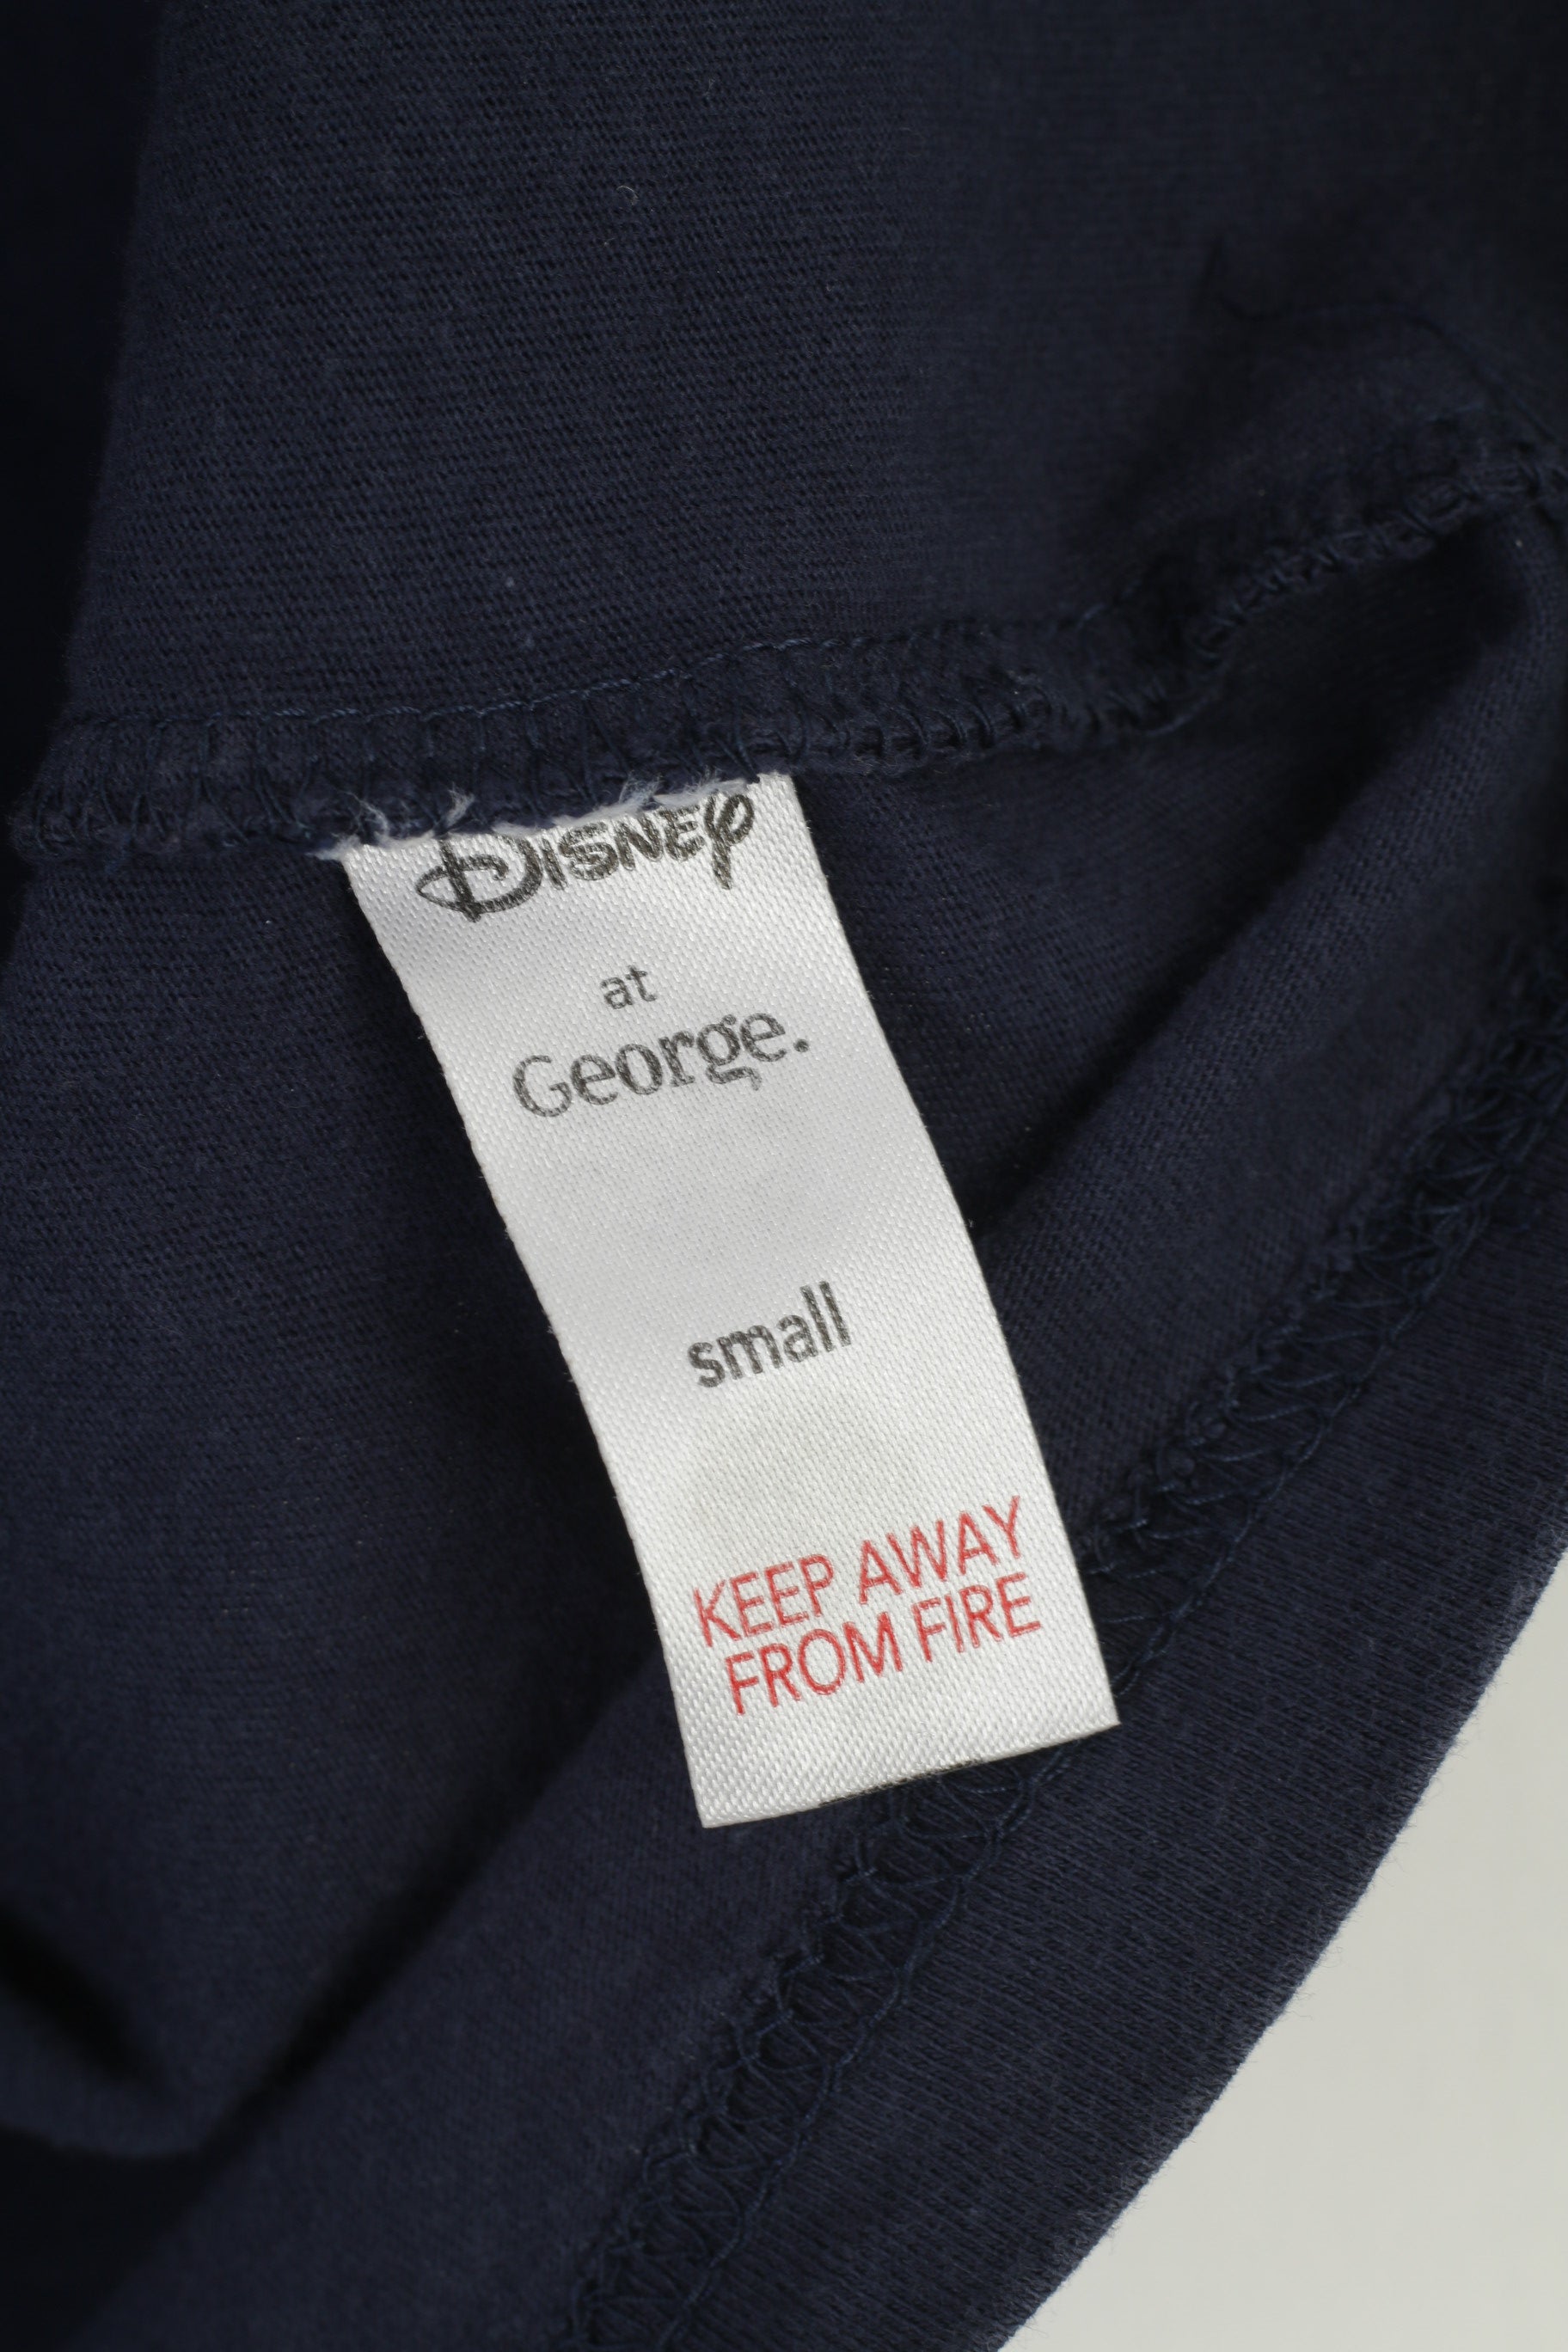 Disney
at
George.
small
KEEP AWAY
FROM FIRE